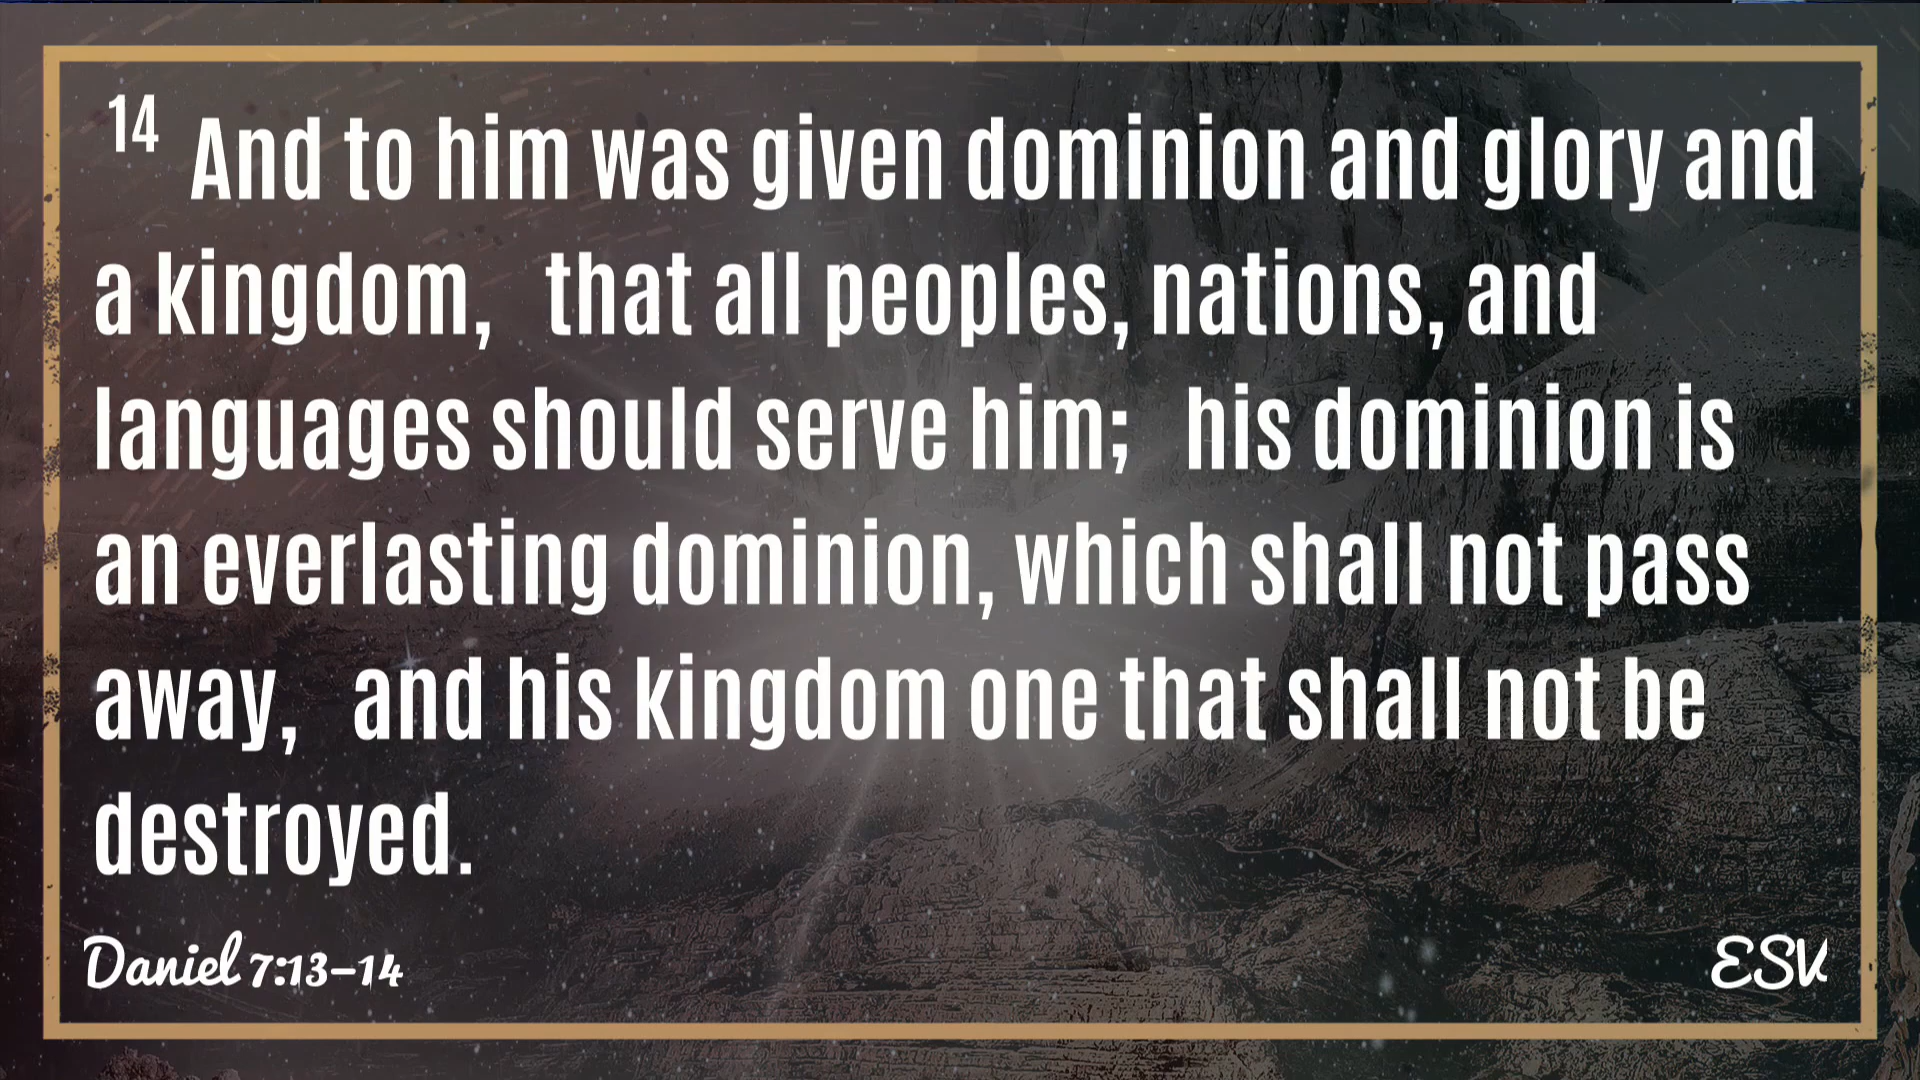 14 And to him was given dominion and glory and
a kingdom, that all peoples, nations, and
languages should serve him; his dominion is
an everlasting dominion, which shall not pass
away, and his kingdom one that shall not be
destroyed.
Daniel 7:13–14
ESV